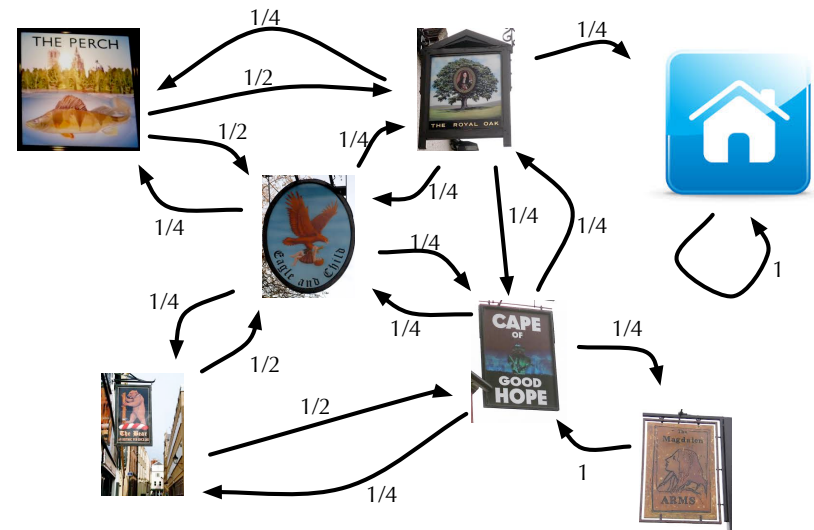 1/4
1/4
THE PERCH
1/2
THE ROYAL OAK
1/2
1/4
1/4
1/4
1/4
1/4
1/4
Eagle and Child
1
1/4
1/4
CAPE
OF
GOOD
HOPE
1/4
1/2
1/2
The Bear
The
Magdalen
ARMS
1
1/4